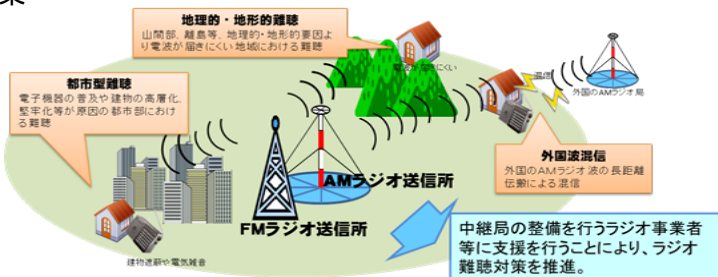 地理的・地形的難聴
山間部、離島等、地理的・地形的要因よ
り電波が届きにくい地域における難聴
電波が届きにくい
混信
外国のAMラジオ局
都市型難聴
電子機器の普及や建物の高層化、
堅牢化等が原因の都市部におけ
る難聴
外国波混信
外国のAMラジオ波の長距離
伝搬による混信
AMラジオ送信所
FMラジオ送信所
建物遮蔽や電気雑音
中継局の整備を行うラジオ事業者
等に支援を行うことにより、ラジオ
難聴対策を推進。